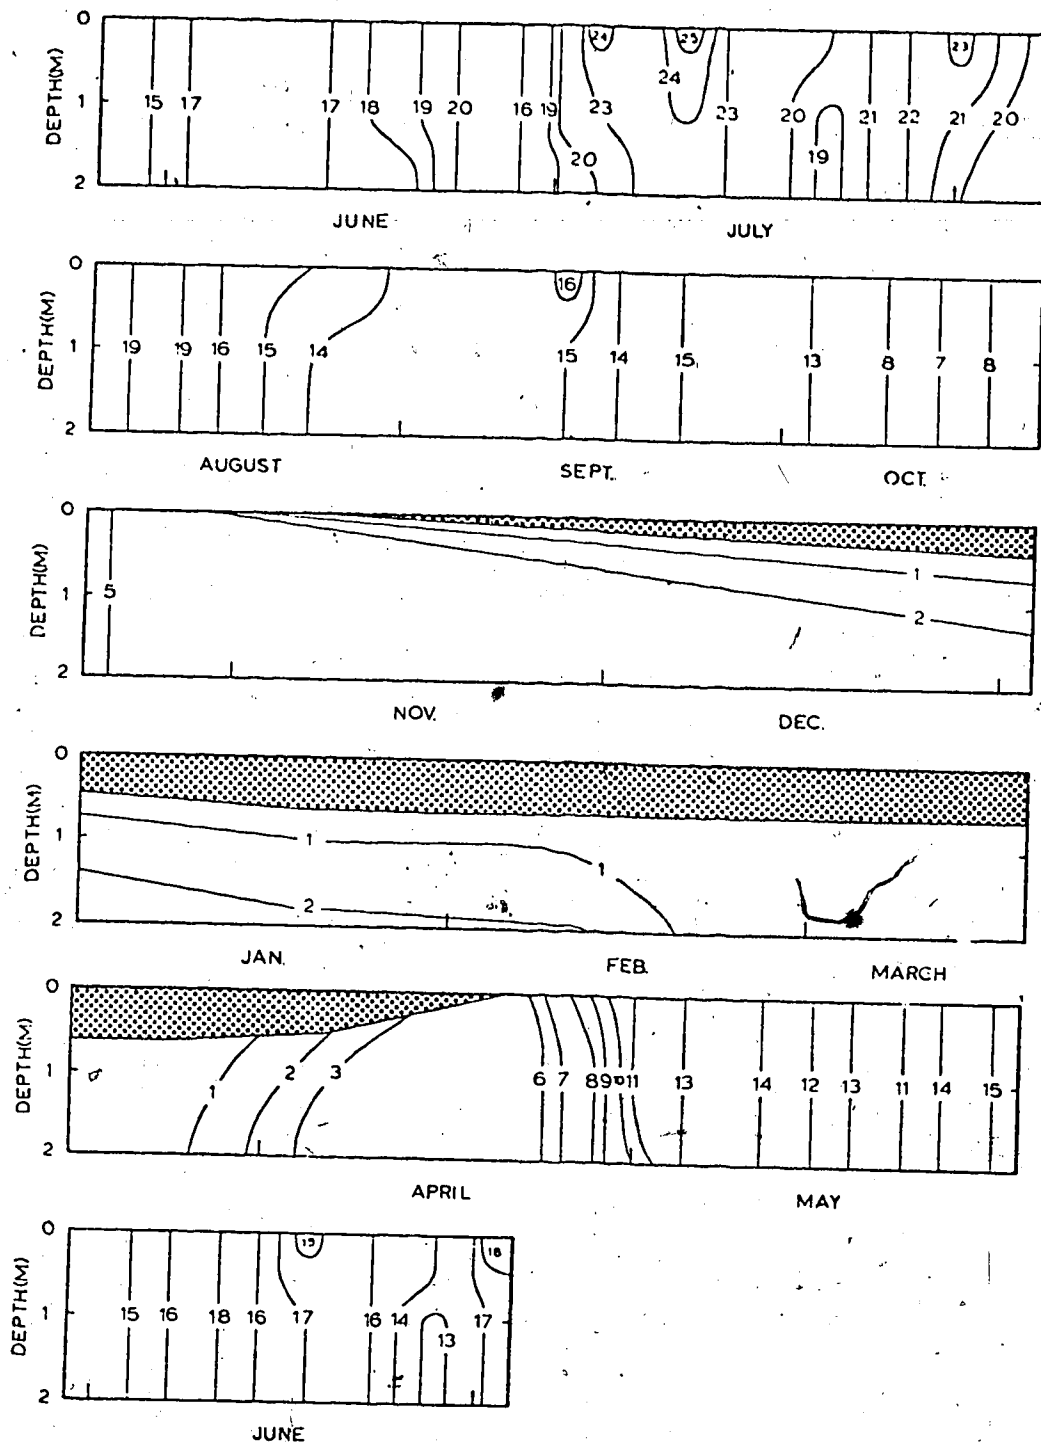 0
24
25
23
DEPTH(M)
1
15 17 17 18 19 20 16 19 23 24 23 20 21 22 21 20
20
19
2
JUNE
JULY
0
16
DEPTH(M)
1
19 19 16 15 14 15 14 15 13 8 7 8
2
AUGUST
SEPT.
OCT.
0
DEPTH(M)
1
5
1
2
2
NOV.
DEC.
0
DEPTH(M)
1
1
1
2
2
JAN.
FEB.
MARCH
0
DEPTH(M)
1
1 2 3 6 7 8 9 11 13 14 12 13 11 14 15
2
APRIL
MAY
0
18
DEPTH(M)
1
15 16 18 16 17 16 14 13 17
2
JUNE